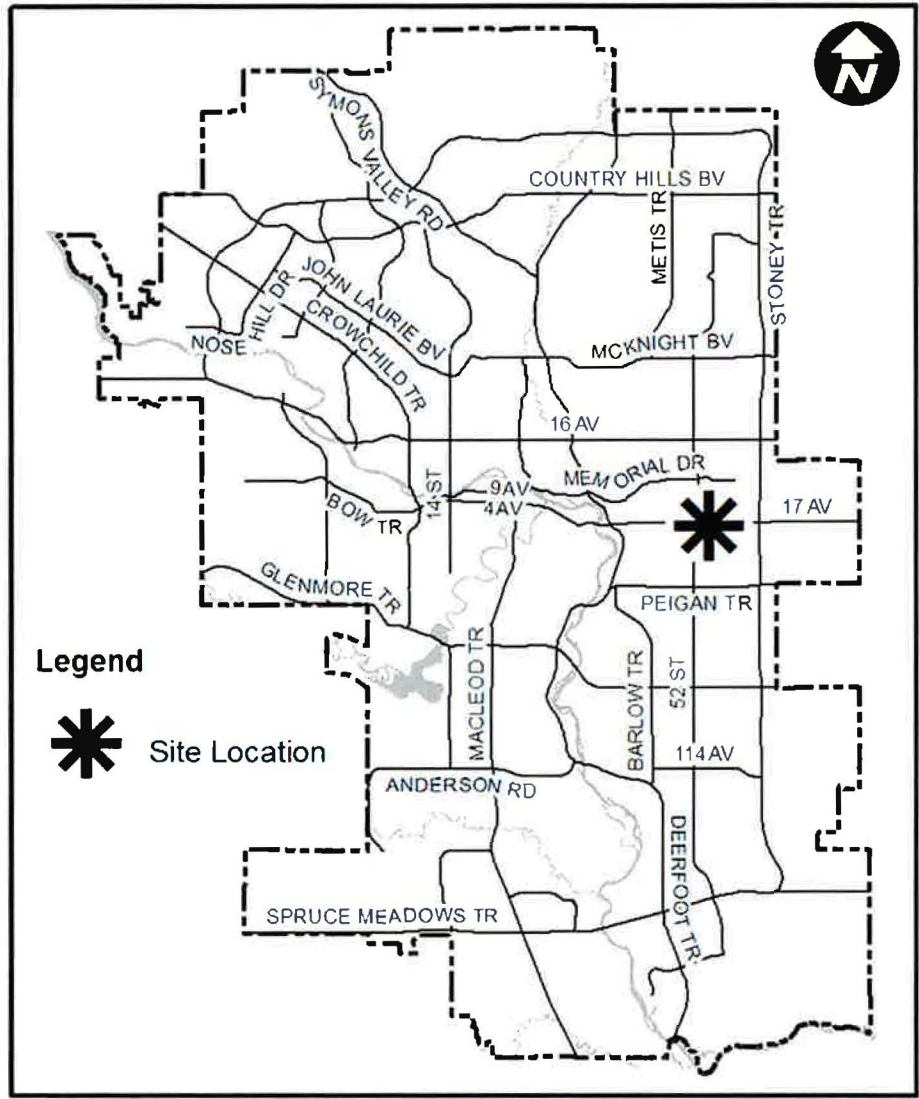 N
SYMONS VALLEY RD
COUNTRY HILLS BV
METIS TR
STONEY TR
JOHN LAURIE BV
NOSE HILL DR
CROWCHILD TR
MCKNIGHT BV
16 AV
MEMORIAL DR
9 AV
4 AV
14 ST
17 AV
BOW TR
GLENMORE TR
PEIGAN TR
Legend
Site Location
MACLEOD TR
BARLOW TR
52 ST
114 AV
ANDERSON RD
DEERFOOT TR
SPRUCE MEADOWS TR